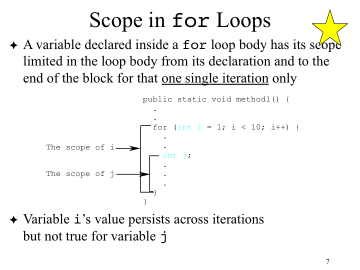 Scope in for Loops
A variable declared inside a for loop body has its scope
limited in the loop body from its declaration and to the
end of the block for that one single iteration only
public static void method1() {
.
.
for (int i = 1; i < 10; i++) {
.
.
The scope of i
int j;
.
The scope of j
.
.
}
}
Variable i's value persists across iterations
but not true for variable j
7